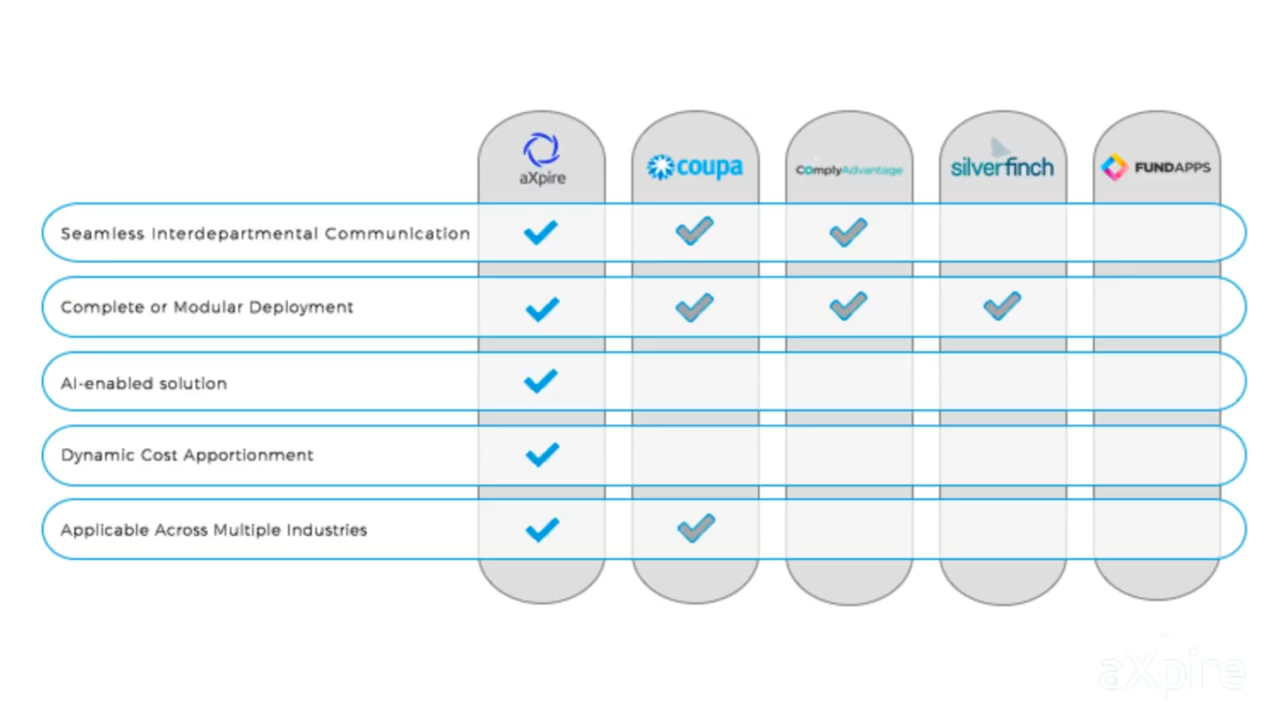 aXpire
coupa
ComplyAdvantage
silverfinch
FUNDAPPS
Seamless Interdepartmental Communication
Complete or Modular Deployment
AI-enabled solution
Dynamic Cost Apportionment
Applicable Across Multiple Industries
aXpire